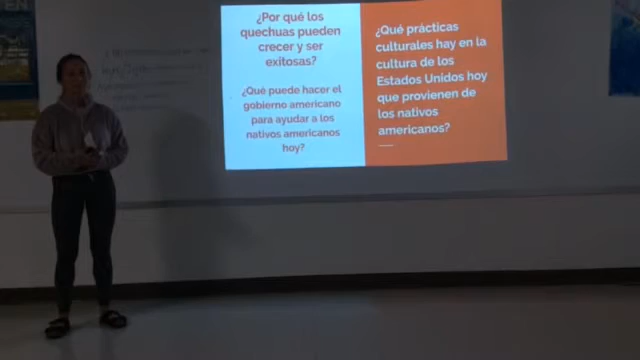 ¿Por qué los
quechuas pueden
crecer y ser
exitosas?
¿Qué puede hacer el
gobierno americano
para ayudar a los
nativos americanos
hoy?
¿Qué prácticas
culturales hay en la
cultura de los
Estados Unidos hoy
que provienen de
los nativos
americanos?
EN